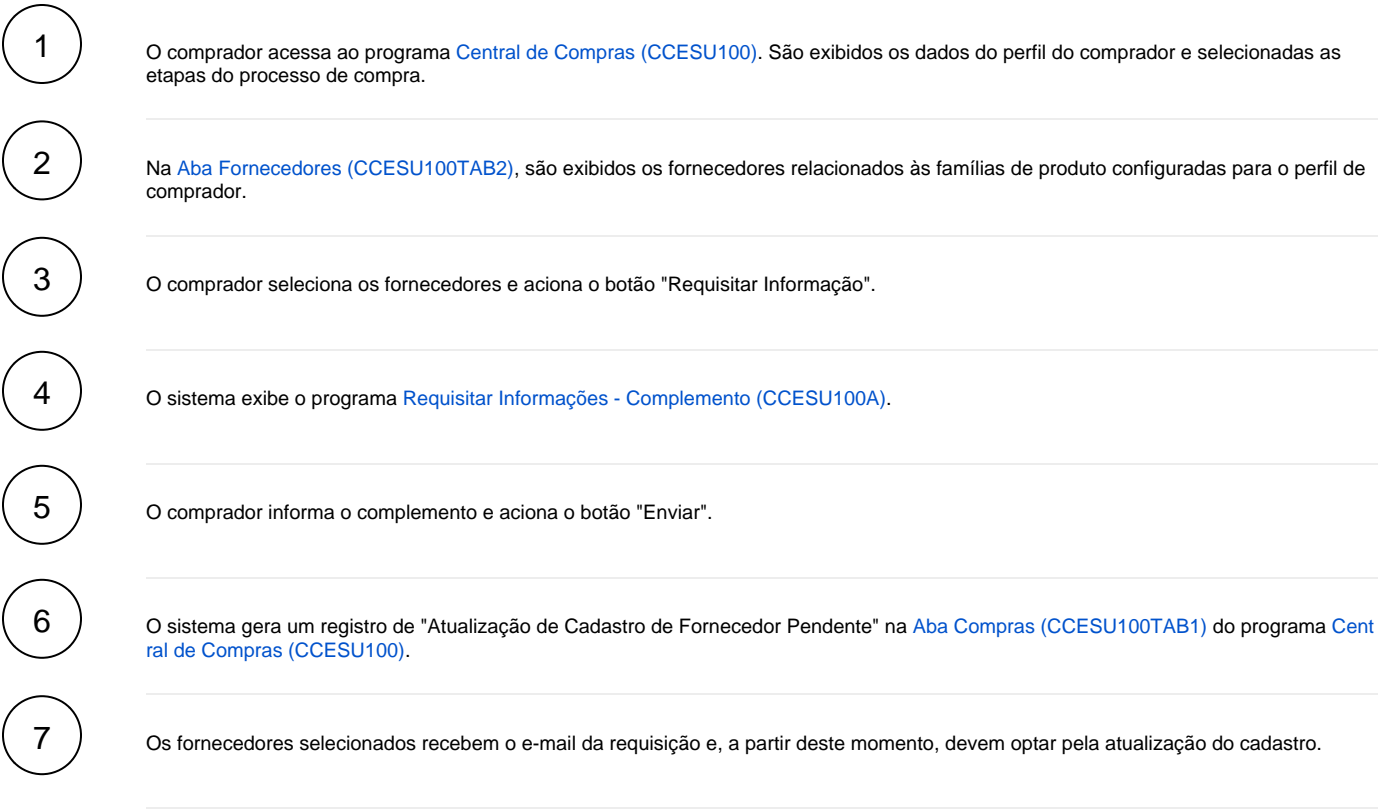 1
O comprador acessa ao programa Central de Compras (CCESU100). São exibidos os dados do perfil do comprador e selecionadas as
etapas do processo de compra.
2
Na Aba Fornecedores (CCESU100TAB2), são exibidos os fornecedores relacionados às famílias de produto configuradas para o perfil de
comprador.
3
O comprador seleciona os fornecedores e aciona o botão "Requisitar Informação".
4
O sistema exibe o programa Requisitar Informações - Complemento (CCESU100A).
5
O comprador informa o complemento e aciona o botão "Enviar".
6
O sistema gera um registro de "Atualização de Cadastro de Fornecedor Pendente" na Aba Compras (CCESU100TAB1) do programa Cent
ral de Compras (CCESU100).
7
Os fornecedores selecionados recebem o e-mail da requisição e, a partir deste momento, devem optar pela atualização do cadastro.